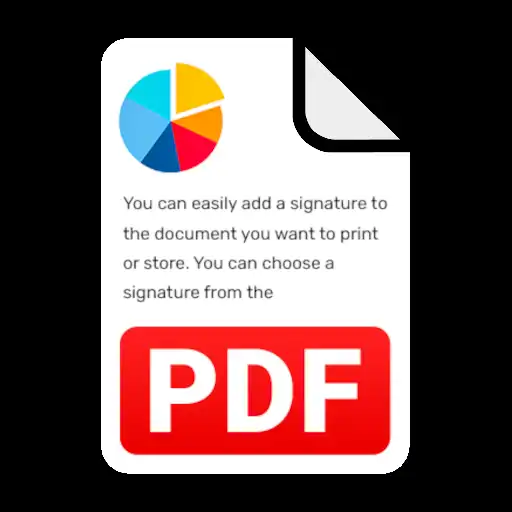 You can easily add a signature to
the document you want to print
or store. You can choose a
signature from the
PDF